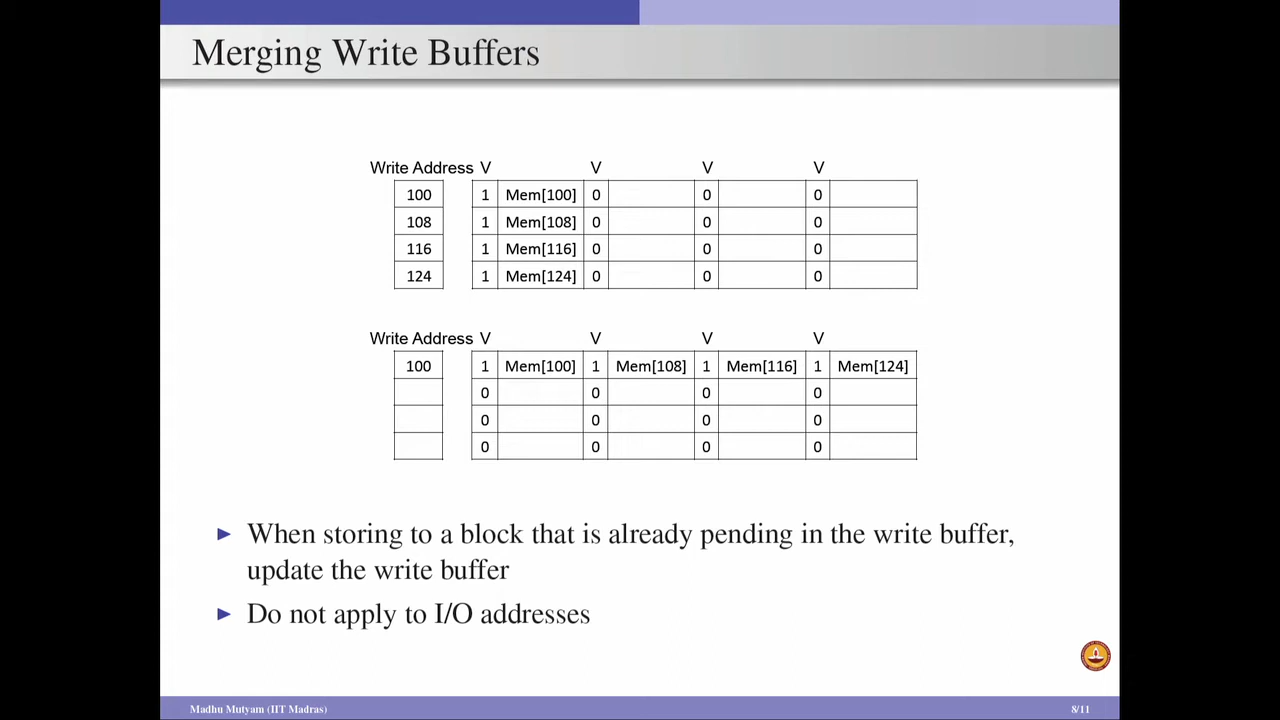 Merging Write Buffers
Write Address V V V V
100 1 Mem[100] 0 0 0
108 1 Mem[108] 0 0 0
116 1 Mem[116] 0 0 0
124 1 Mem[124] 0 0 0
Write Address V V V V
100 1 Mem[100] 1 Mem[108] 1 Mem[116] 1 Mem[124]
0 0 0 0
0 0 0 0
0 0 0 0
When storing to a block that is already pending in the write buffer,
update the write buffer
Do not apply to I/O addresses
Madhu Mutyam (IIT Madras) 8/11